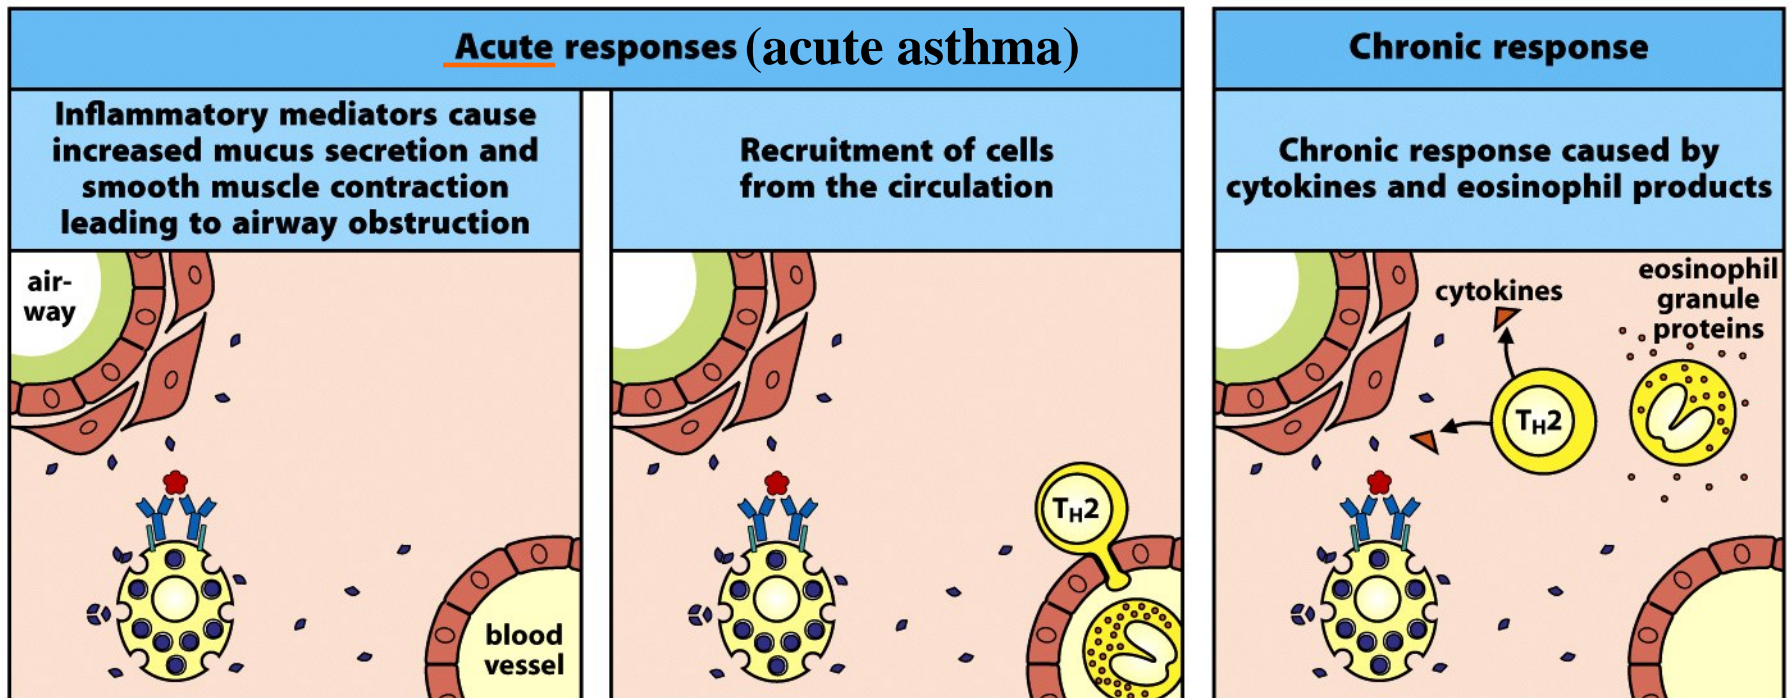 Acute responses (acute asthma)
Chronic response
Inflammatory mediators cause
increased mucus secretion and
smooth muscle contraction
leading to airway obstruction
Recruitment of cells
from the circulation
Chronic response caused by
cytokines and eosinophil products
air-
way
blood
vessel
TH2
cytokines
eosinophil
granule
proteins
TH2